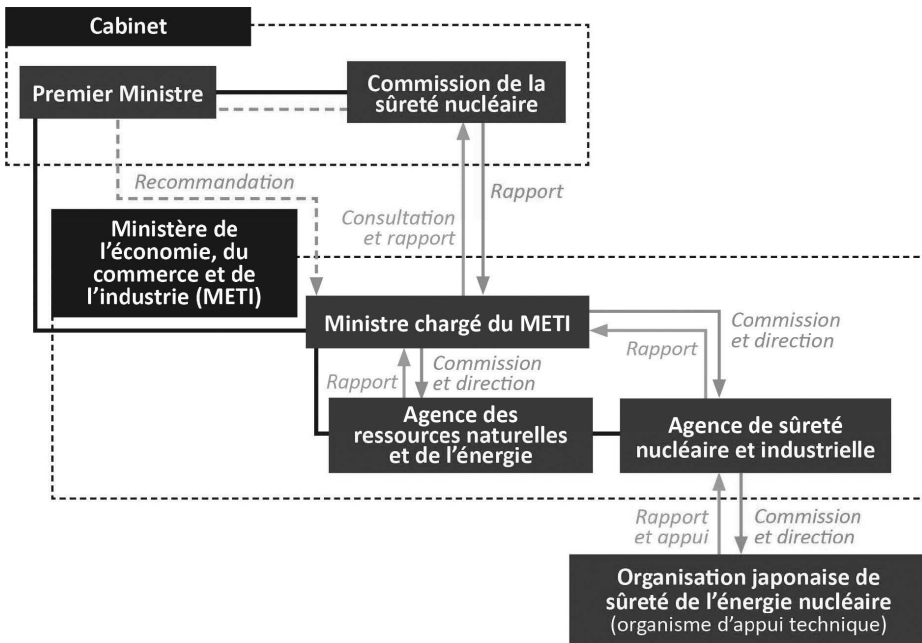 Cabinet
Premier Ministre
Commission de la
sûreté nucléaire
Recommandation
Consultation
et rapport
Rapport
Ministère de
l'économie, du
commerce et de
l'industrie (METI)
Ministre chargé du METI
Commission
et direction
Rapport
Rapport
Commission
et direction
Agence des
ressources naturelles
et de l'énergie
Agence de sûreté
nucléaire et industrielle
Rapport
et appui
Commission
et direction
Organisation japonaise de
sûreté de l'énergie nucléaire
(organisme d'appui technique)